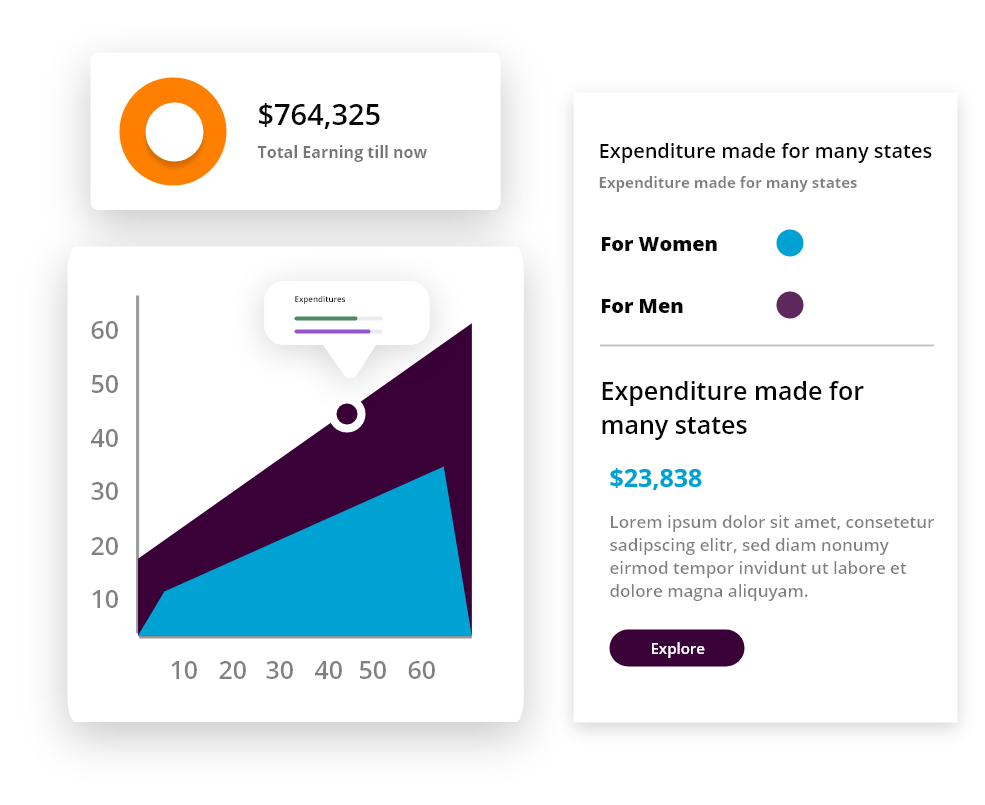 $764,325
Total Earning till now
Expenditures
60
50
40
30
20
10
10 20 30 40 50 60
Expenditure made for many states
Expenditure made for many states
For Women
For Men
Expenditure made for
many states
$23,838
Lorem ipsum dolor sit amet, consetetur
sadipscing elitr, sed diam nonumy
eirmod tempor invidunt ut labore et
dolore magna aliquyam.
Explore